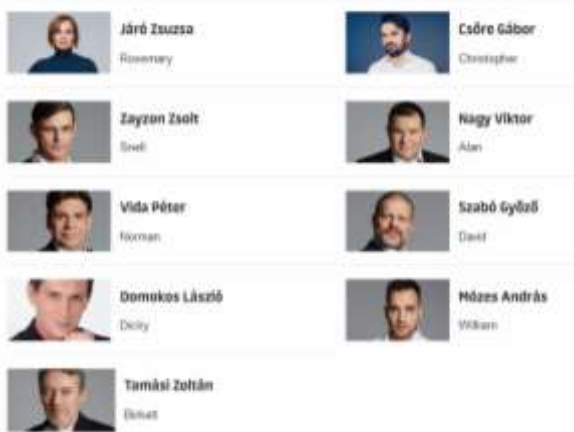 Járó Zsuzsa
Rosemary
Csőre Gábor
Christopher
Zayzon Zsolt
Snell
Nagy Viktor
Alan
Vida Péter
Norman
Szabó Győző
David
Domokos László
Dicky
Mózes András
William
Tamási Zoltán
Birkett